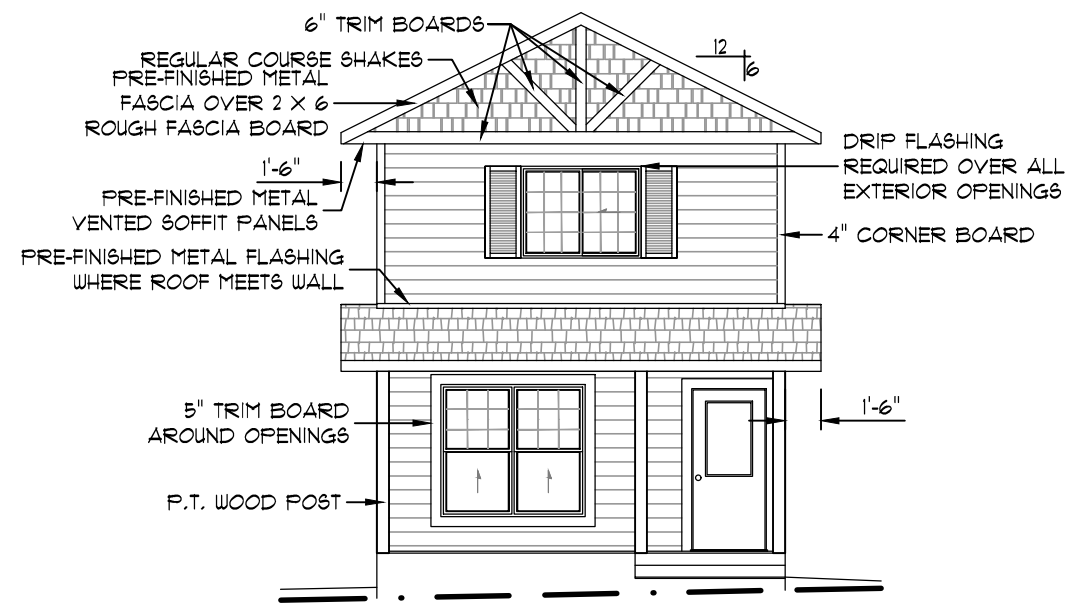 6" TRIM BOARDS
REGULAR COURSE SHAKES
PRE-FINISHED METAL
FASCIA OVER 2 X 6
ROUGH FASCIA BOARD
12
6
1'-6"
DRIP FLASHING
REQUIRED OVER ALL
EXTERIOR OPENINGS
PRE-FINISHED METAL
VENTED SOFFIT PANELS
4" CORNER BOARD
PRE-FINISHED METAL FLASHING
WHERE ROOF MEETS WALL
5" TRIM BOARD
AROUND OPENINGS
1'-6"
P.T. WOOD POST